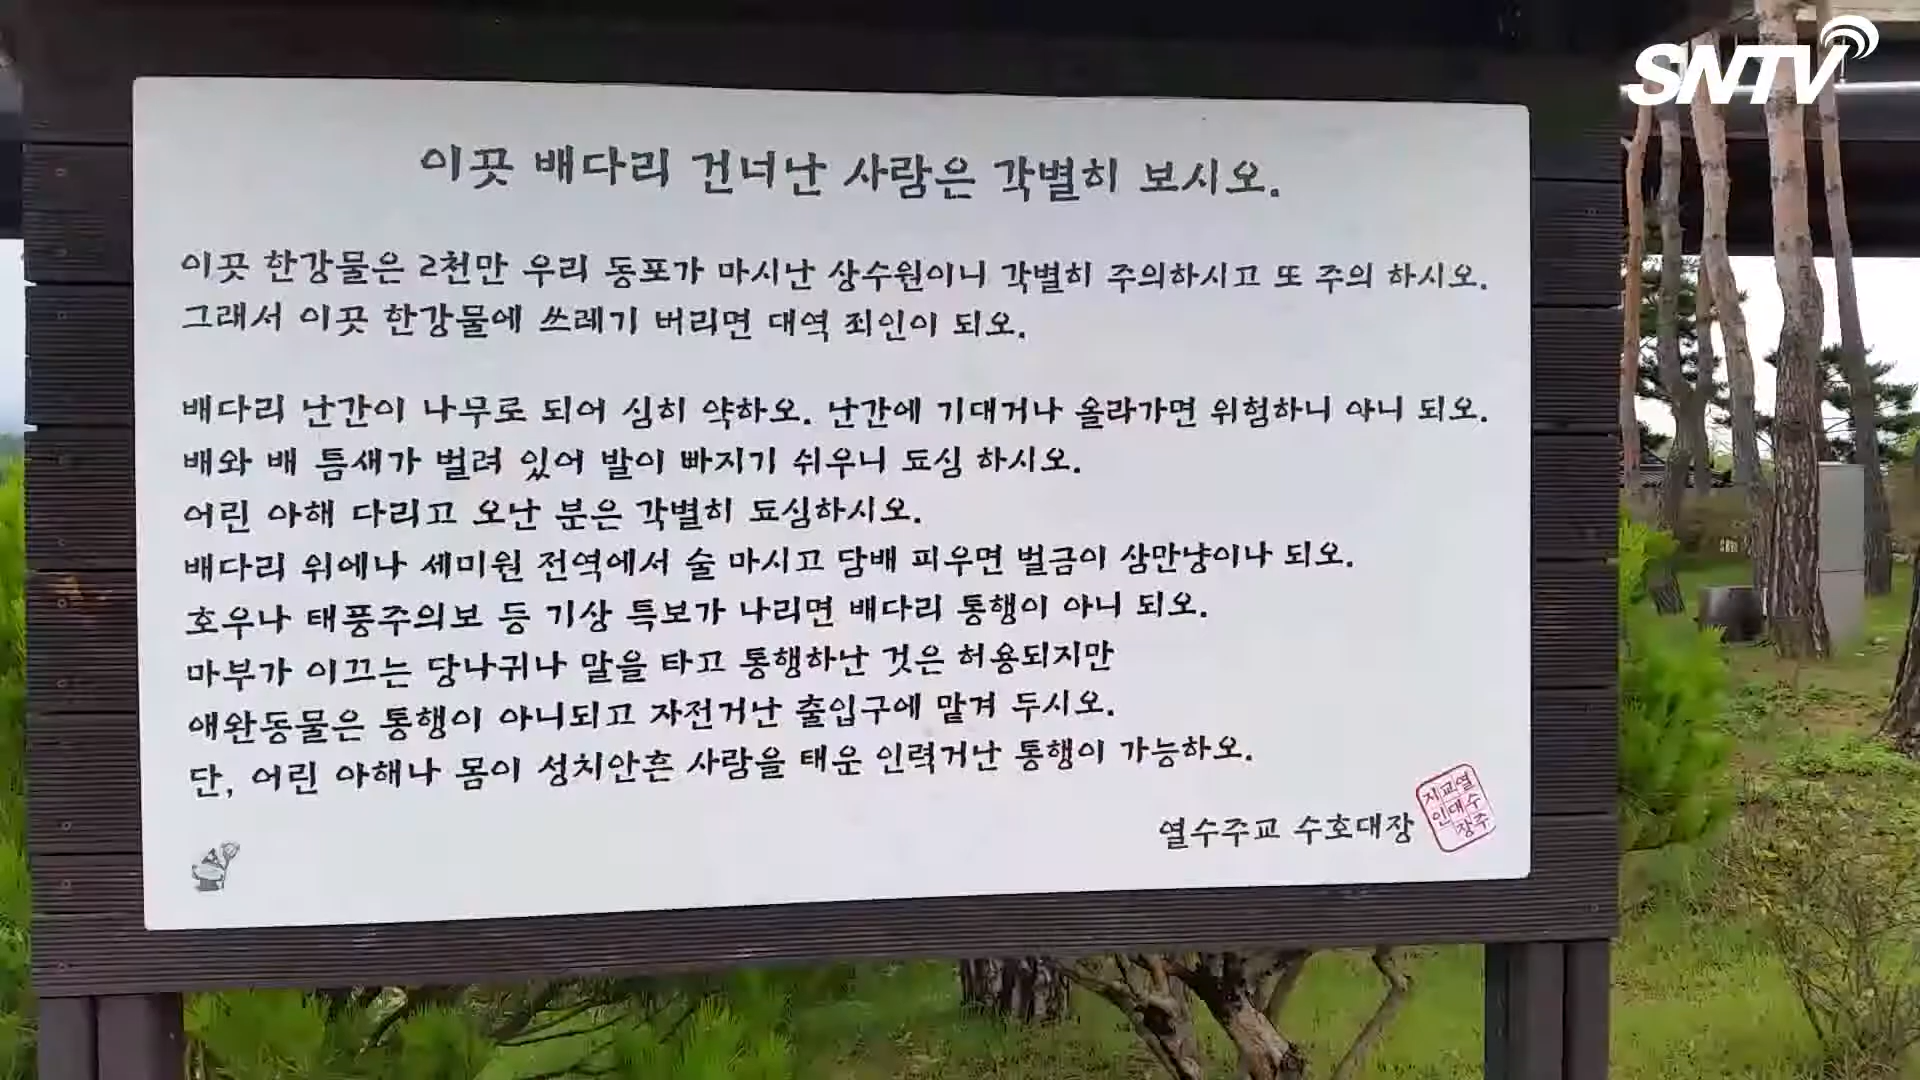 SNTV
이끗 배다리 건너난 사람은 각별히 보시오.
이끗 한강물은 2천만 우리 동포가 마시난 상수원이니 각별히 주의하시고 또 주의 하시오.
그래서 이끗 한강물에 쓰레기 버리면 대역 죄인이 되오.
배다리 난간이 나무로 되어 심히 약하오. 난간에 기대거나 올라가면 위험하니 아니 되오.
배와 배 틈새가 벌려 있어 발이 빠지기 쉬우니 됴심 하시오.
어린 아해 다리고 오난 분은 각별히 됴심하시오.
배다리 위에나 세미원 전역에서 술 마시고 담배 피우면 벌금이 삼만냥이나 되오.
호우나 태풍주의보 등 기상 특보가 나리면 배다리 통행이 아니 되오.
마부가 이끄는 당나귀나 말을 타고 통행하난 것은 허용되지만
애완동물은 통행이 아니되고 자전거난 출입구에 맡겨 두시오.
단, 어린 아해나 몸이 성치안흔 사람을 태운 인력거난 통행이 가능하오.
열수주교 수호대장
열수주
교대장
지인